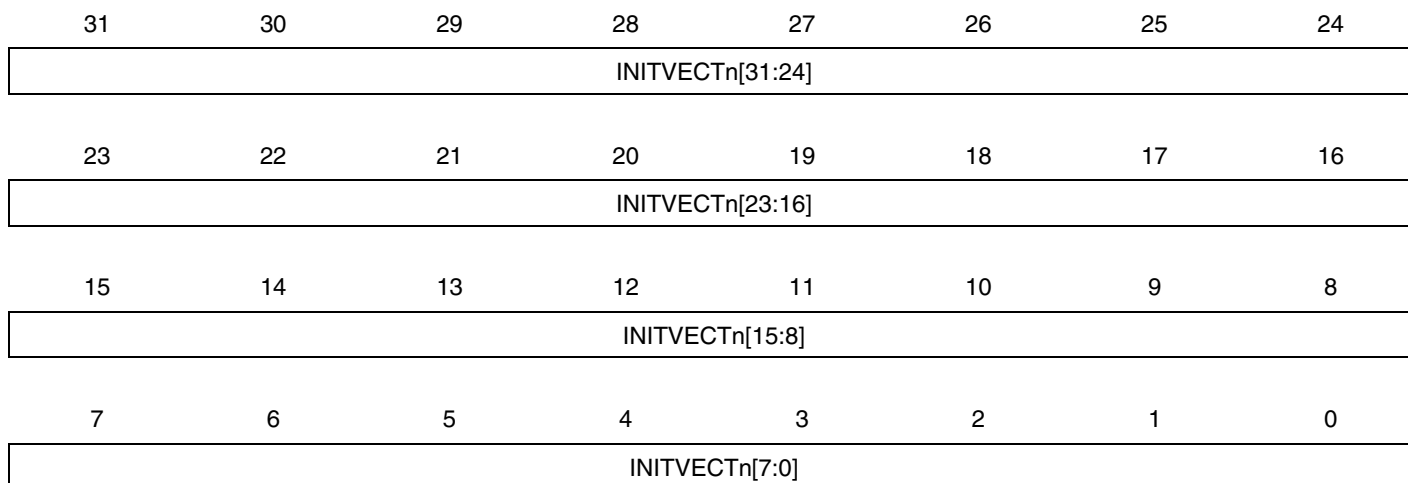 31 30 29 28 27 26 25 24
INITVECTn[31:24]
23 22 21 20 19 18 17 16
INITVECTn[23:16]
15 14 13 12 11 10 9 8
INITVECTn[15:8]
7 6 5 4 3 2 1 0
INITVECTn[7:0]